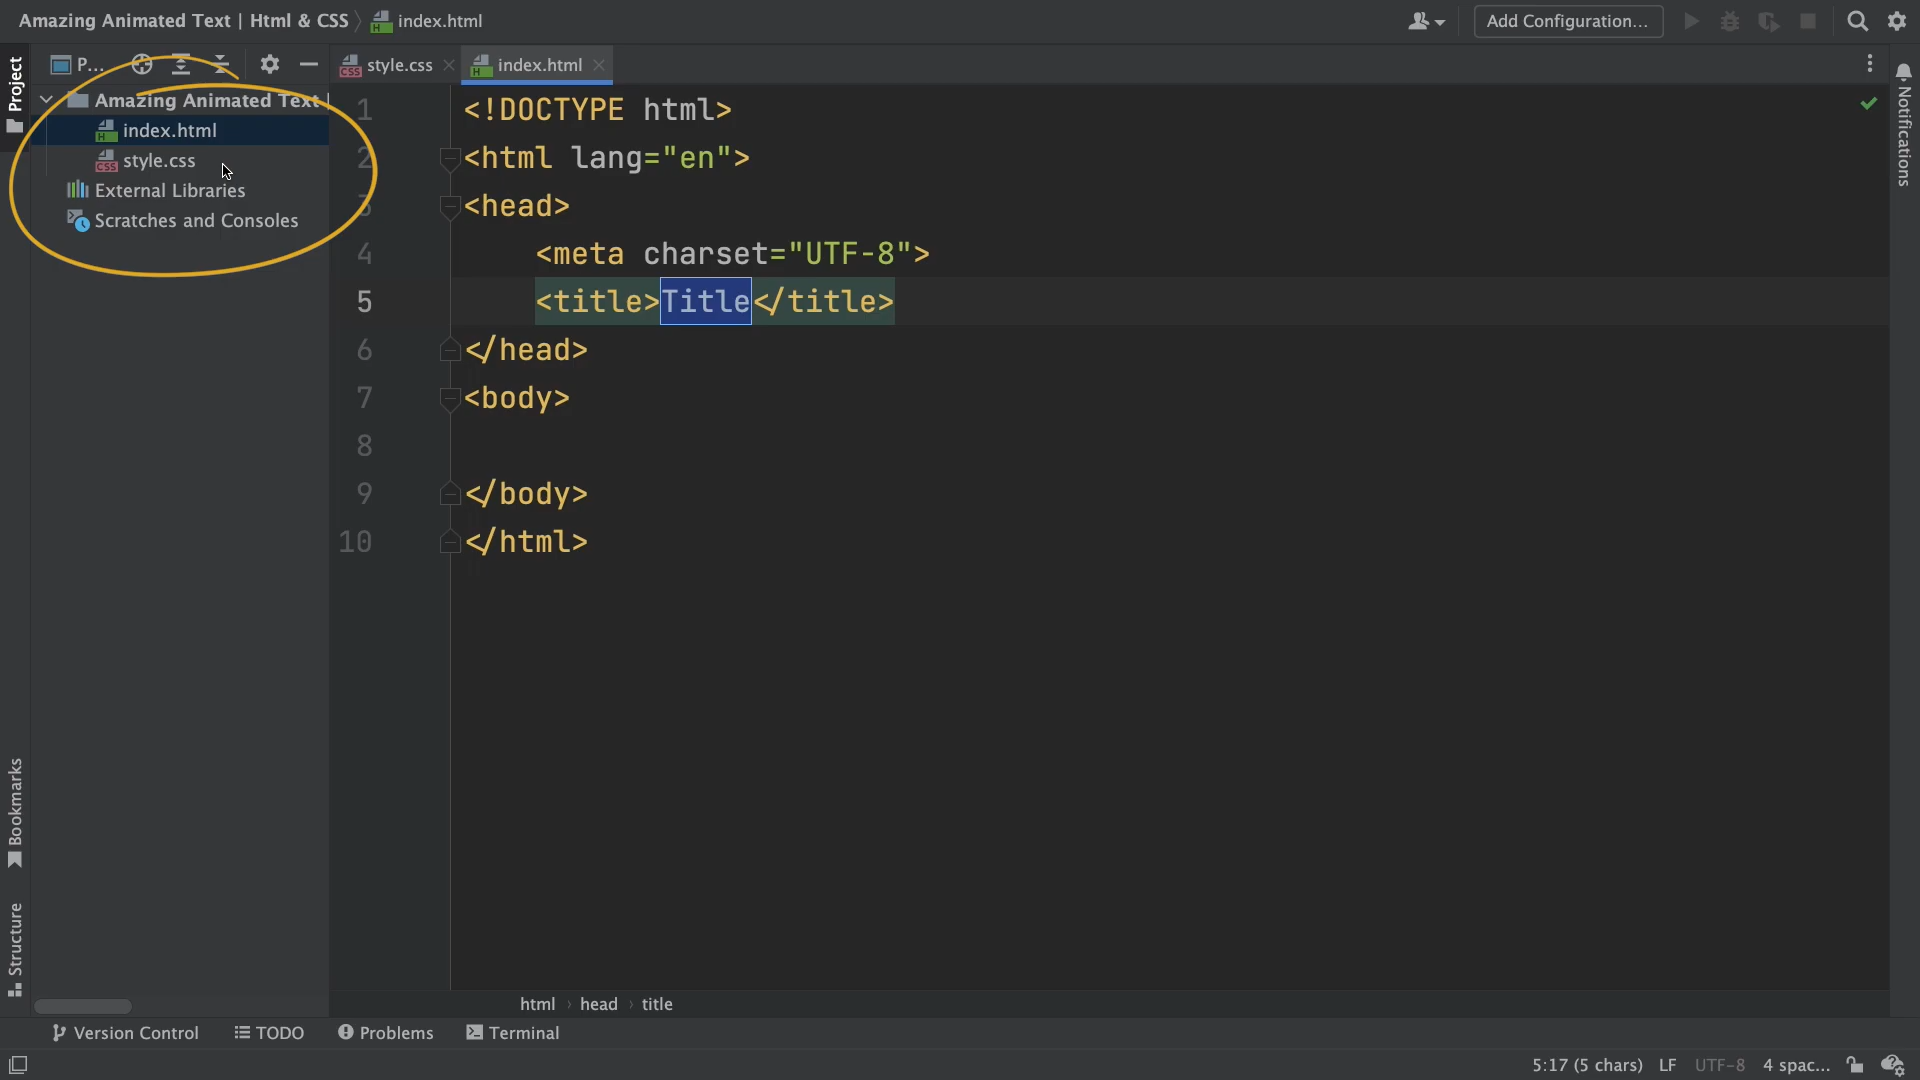 Amazing Animated Text | Html & CSS
index.html
Add Configuration...
Project
P...
style.css
index.html
Amazing Animated Text |
index.html
style.css
External Libraries
Scratches and Consoles
1 <!DOCTYPE html>
2 <html lang="en">
3 <head>
4 <meta charset="UTF-8">
5 <title>Title</title>
6 </head>
7 <body>
8
9 </body>
10 </html>
Notifications
Bookmarks
Structure
html › head › title
Version Control
TODO
Problems
Terminal
5:17 (5 chars)
LF
UTF-8
4 spac...